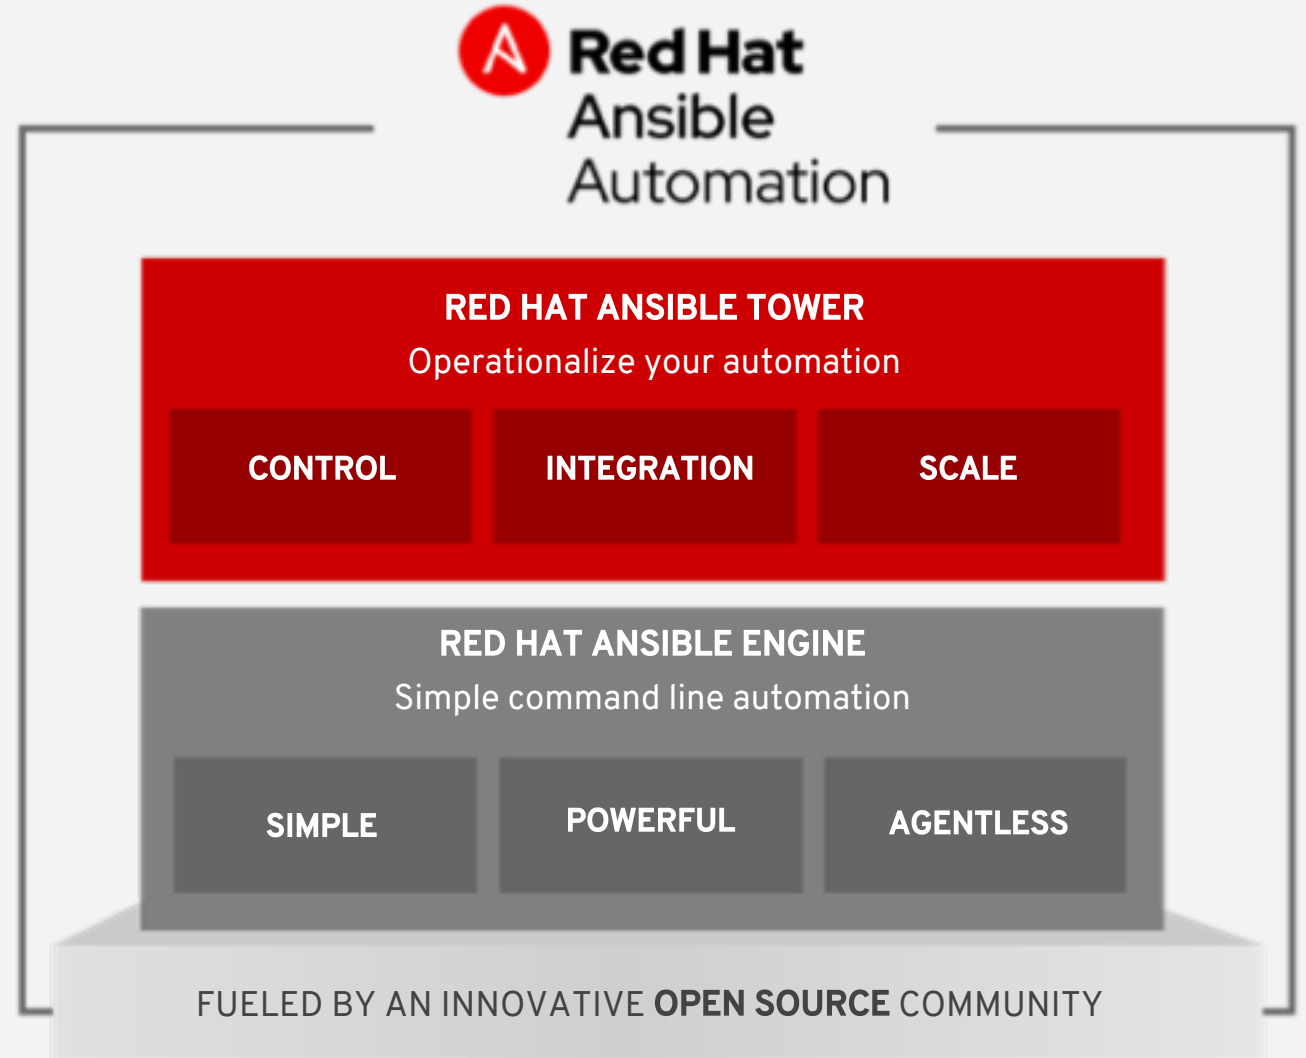 Red Hat
Ansible
Automation
RED HAT ANSIBLE TOWER
Operationalize your automation
CONTROL
INTEGRATION
SCALE
RED HAT ANSIBLE ENGINE
Simple command line automation
SIMPLE
POWERFUL
AGENTLESS
FUELED BY AN INNOVATIVE OPEN SOURCE COMMUNITY